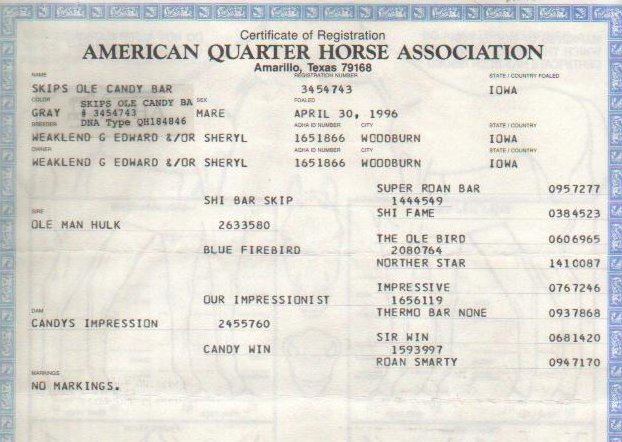 Certificate of Registration
AMERICAN QUARTER HORSE ASSOCIATION
Amarillo, Texas 79168
NAME REGISTRATION NUMBER STATE / COUNTRY FOALED
SKIPS OLE CANDY BAR 3454743 IOWA
COLOR SKIPS OLE CANDY BA SEX FOALED
GRAY # 3454743 MARE APRIL 30, 1996
BREEDER DNA Type QH184846 AQHA ID NUMBER CITY STATE / COUNTRY
WEAKLEND G EDWARD &/OR SHERYL 1651866 WOODBURN IOWA
OWNER AQHA ID NUMBER CITY STATE / COUNTRY
WEAKLEND G EDWARD &/OR SHERYL 1651866 WOODBURN IOWA
SUPER ROAN BAR 0957277
SHI BAR SKIP 1444549
SHI FAME 0384523
SIRE
OLE MAN HULK 2633580
THE OLE BIRD 0606965
BLUE FIREBIRD 2080764
NORTHER STAR 1410087
IMPRESSIVE 0767246
OUR IMPRESSIONIST 1656119
THERMO BAR NONE 0937868
DAM
CANDYS IMPRESSION 2455760
SIR WIN 0681420
CANDY WIN 1593997
ROAN SMARTY 0947170
MARKINGS
NO MARKINGS.